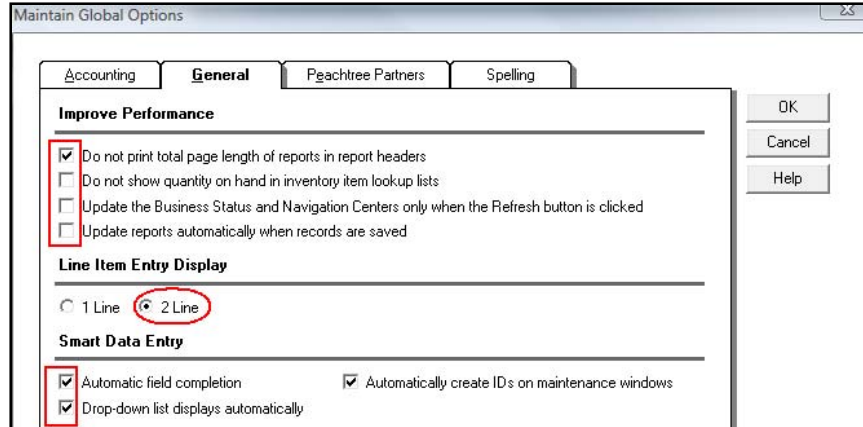 Maintain Global Options
Accounting General Peachtree Partners Spelling
OK
Cancel
Help
Improve Performance
Do not print total page length of reports in report headers
Do not show quantity on hand in inventory item lookup lists
Update the Business Status and Navigation Centers only when the Refresh button is clicked
Update reports automatically when records are saved
Line Item Entry Display
1 Line 2 Line
Smart Data Entry
Automatic field completion Automatically create IDs on maintenance windows
Drop-down list displays automatically